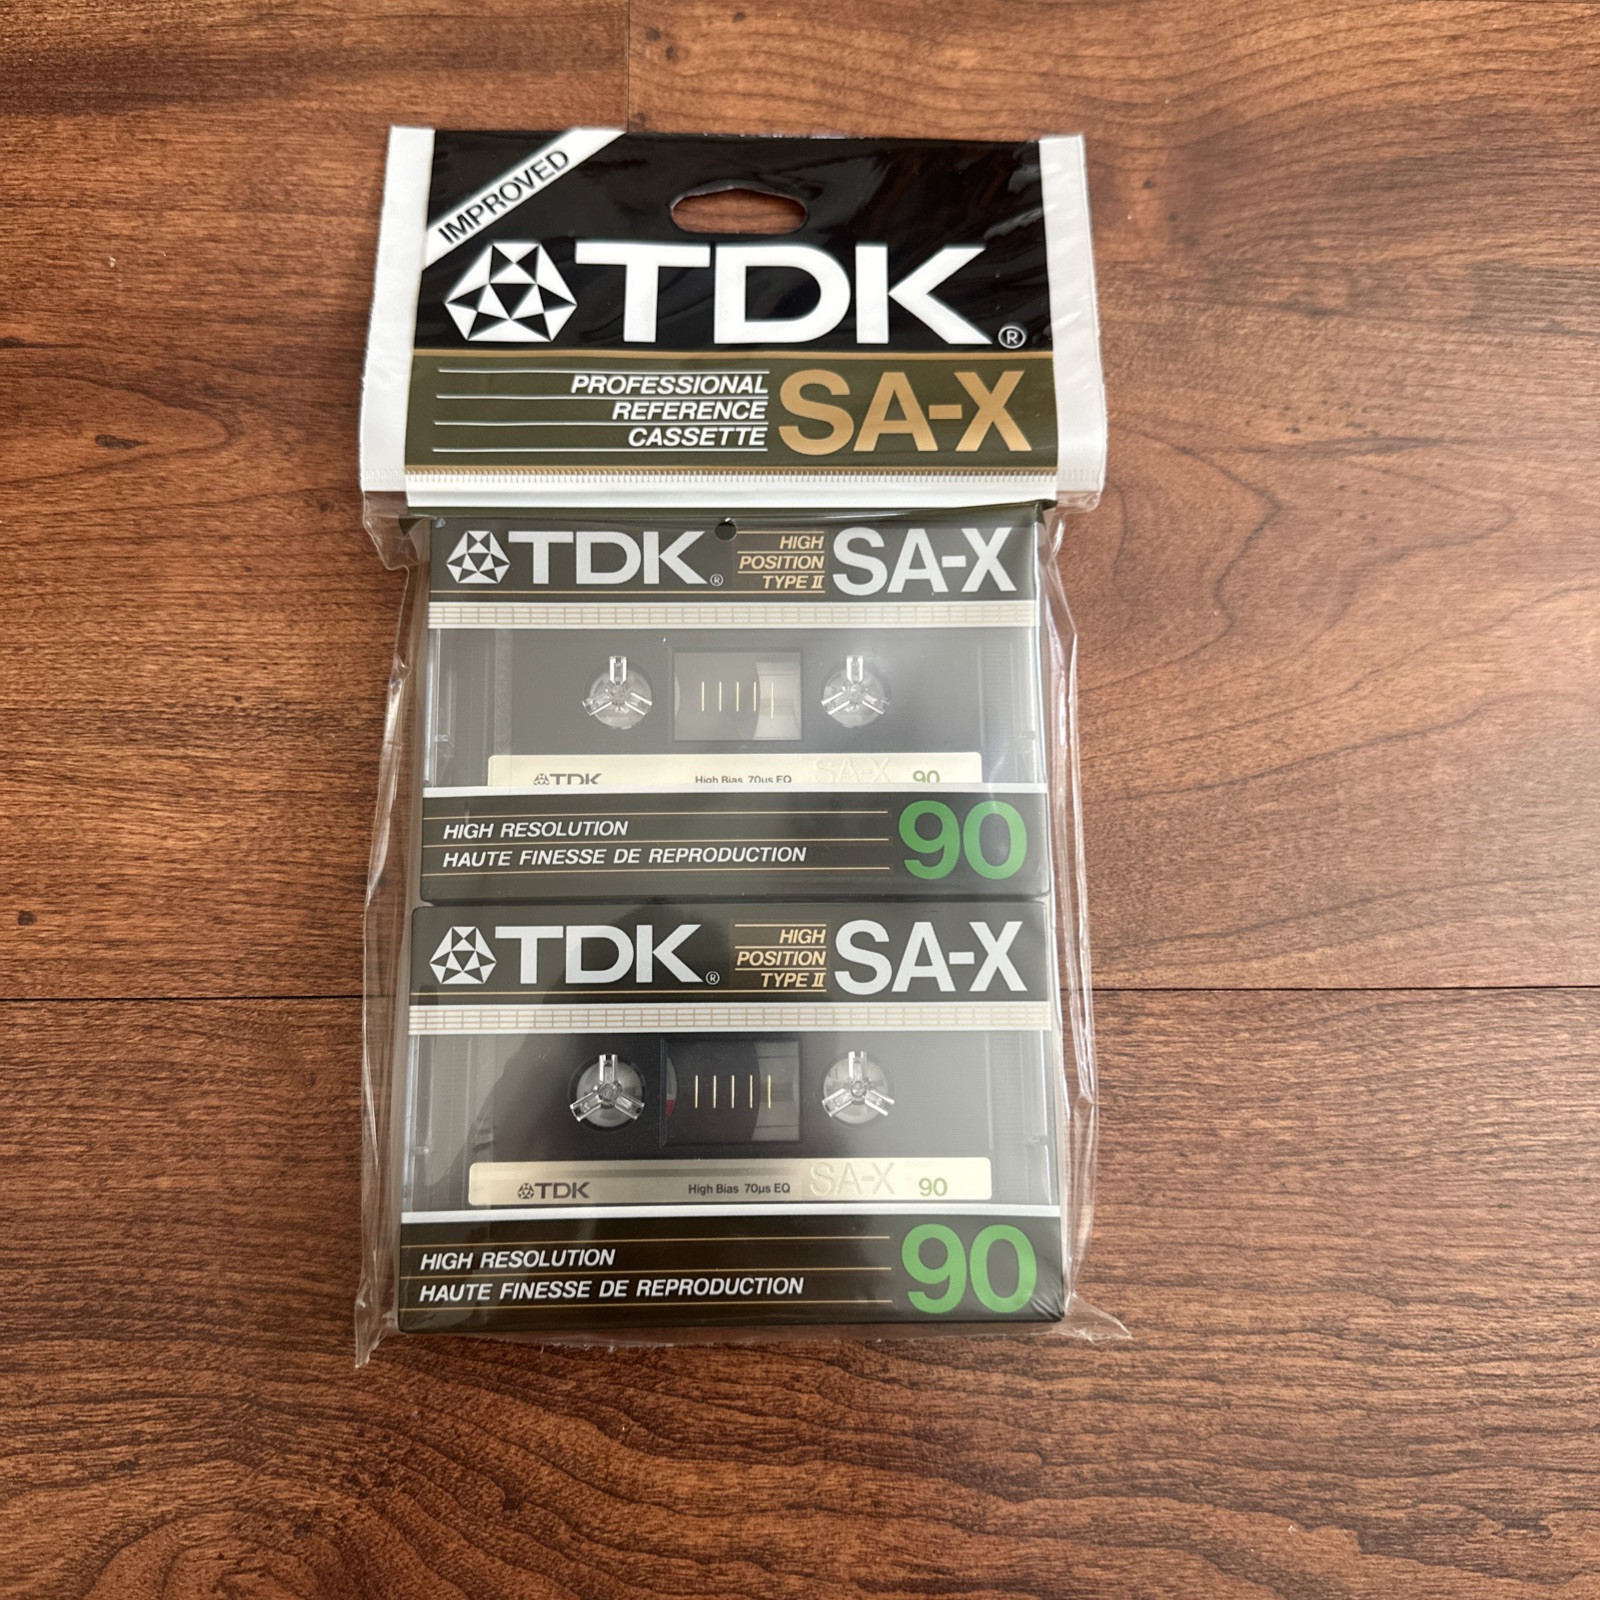 IMPROVED
TDK®
PROFESSIONAL
REFERENCE
CASSETTE
SA-X
TDK®
HIGH
POSITION
TYPE II
SA-X
TDK High Bias 70µs EQ SA-X 90
HIGH RESOLUTION
HAUTE FINESSE DE REPRODUCTION
90
TDK®
HIGH
POSITION
TYPE II
SA-X
TDK High Bias 70µs EQ SA-X 90
HIGH RESOLUTION
HAUTE FINESSE DE REPRODUCTION
90